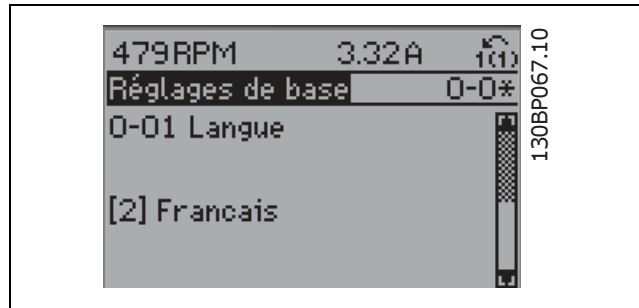 479RPM 3.32A 1(1)
Réglages de base 0-0*
0-01 Langue
[2] Francais
130BP067.10